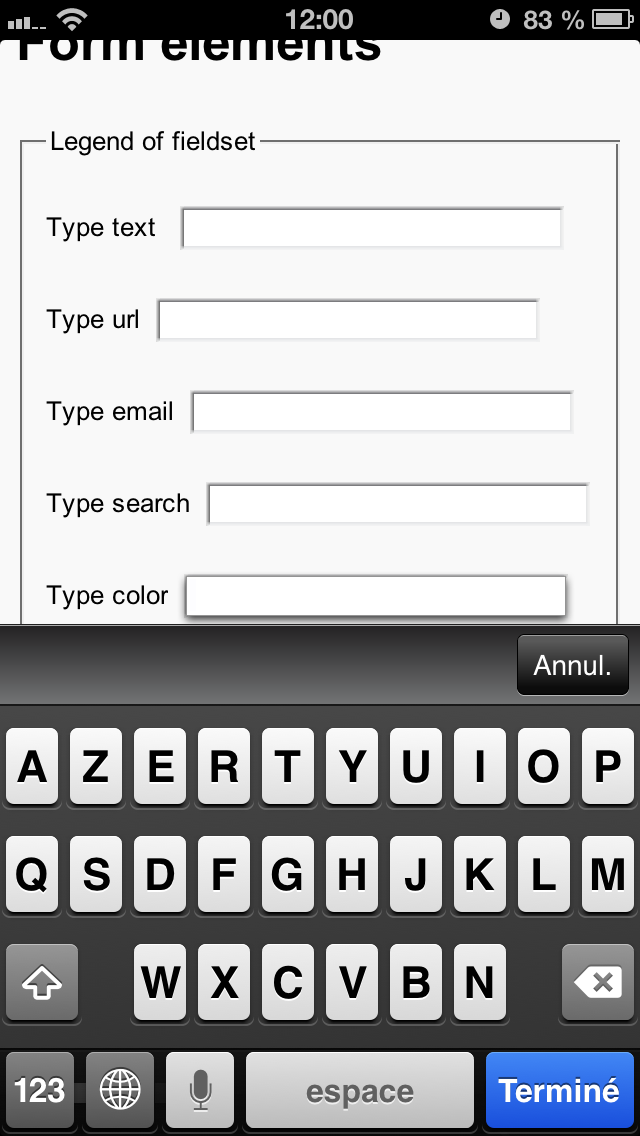 12:00 83 %
Form elements
Legend of fieldset
Type text
Type url
Type email
Type search
Type color
Annul.
A Z E R T Y U I O P
Q S D F G H J K L M
W X C V B N
123 espace Terminé